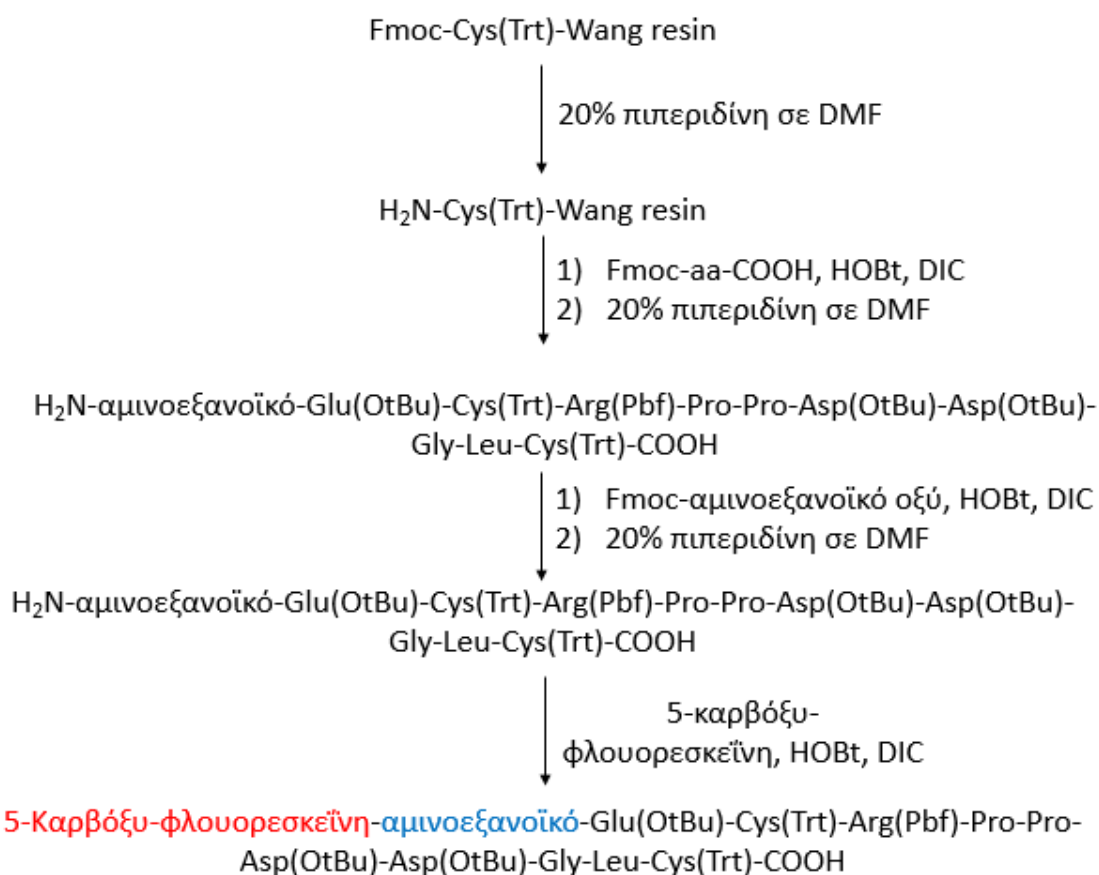 Fmoc-Cys(Trt)-Wang resin
20% πιπεριδίνη σε DMF
H₂N-Cys(Trt)-Wang resin
1) Fmoc-aa-COOH, HOBt, DIC
2) 20% πιπεριδίνη σε DMF
H₂N-αμινοεξανοϊκό-Glu(OtBu)-Cys(Trt)-Arg(Pbf)-Pro-Pro-Asp(OtBu)-Asp(OtBu)-
Gly-Leu-Cys(Trt)-COOH
1) Fmoc-αμινοεξανοϊκό οξύ, HOBt, DIC
2) 20% πιπεριδίνη σε DMF
H₂N-αμινοεξανοϊκό-Glu(OtBu)-Cys(Trt)-Arg(Pbf)-Pro-Pro-Asp(OtBu)-Asp(OtBu)-
Gly-Leu-Cys(Trt)-COOH
5-καρβόξυ-
φλουορεσκεΐνη, HOBt, DIC
5-Καρβόξυ-φλουορεσκεΐνη-αμινοεξανοϊκό-Glu(OtBu)-Cys(Trt)-Arg(Pbf)-Pro-Pro-
Asp(OtBu)-Asp(OtBu)-Gly-Leu-Cys(Trt)-COOH